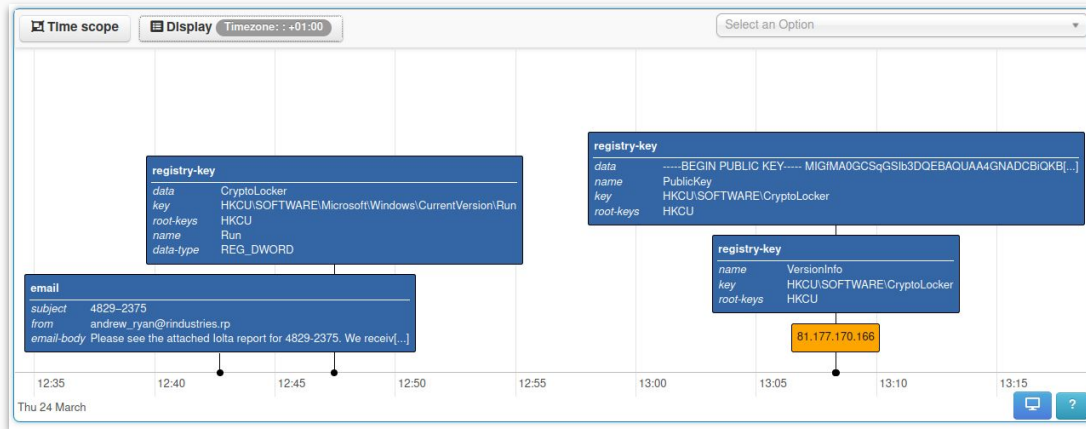 Time scope
Display Timezone: : +01:00
Select an Option
registry-key
data -----BEGIN PUBLIC KEY----- MIGfMA0GCSqGSIb3DQEBAQUAA4GNADCBiQKB[...]
name PublicKey
key HKCU\SOFTWARE\CryptoLocker
root-keys HKCU
registry-key
data CryptoLocker
key HKCU\SOFTWARE\Microsoft\Windows\CurrentVersion\Run
root-keys HKCU
name Run
data-type REG_DWORD
registry-key
name VersionInfo
key HKCU\SOFTWARE\CryptoLocker
root-keys HKCU
email
subject 4829–2375
from andrew_ryan@rindustries.rp
email-body Please see the attached Iolta report for 4829-2375. We receiv[...]
81.177.170.166
12:35 12:40 12:45 12:50 12:55 13:00 13:05 13:10 13:15
Thu 24 March
?